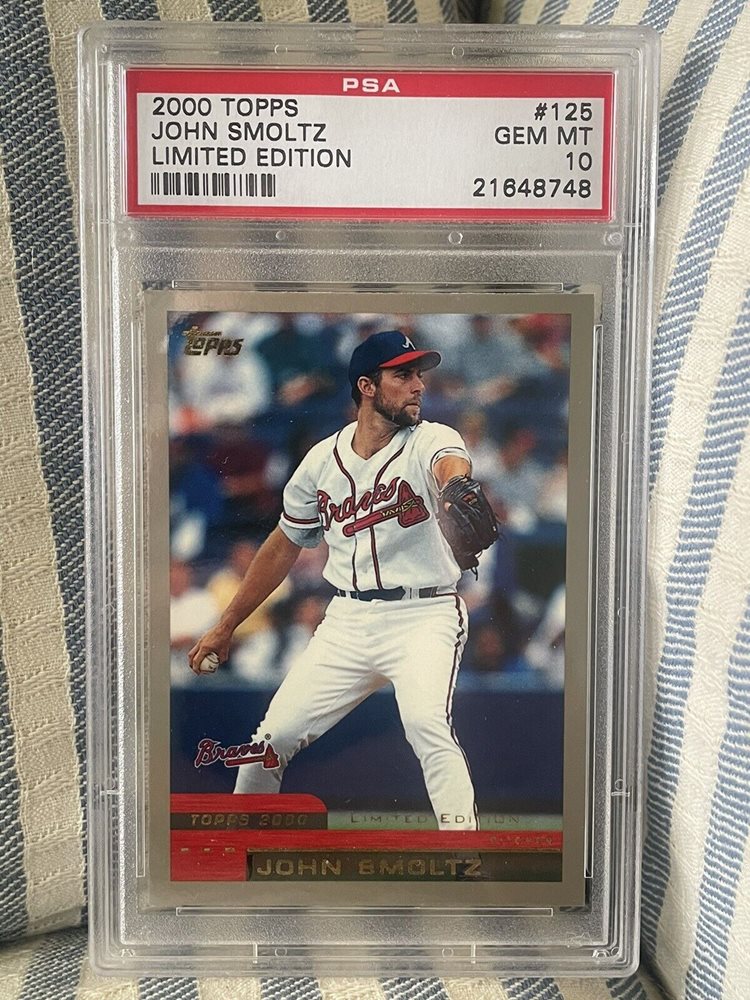 PSA
2000 TOPPS #125
JOHN SMOLTZ GEM MT
LIMITED EDITION 10
21648748
Topps
Braves
Braves®
TOPPS 2000 LIMITED EDITION
PITCHER
JOHN SMOLTZ